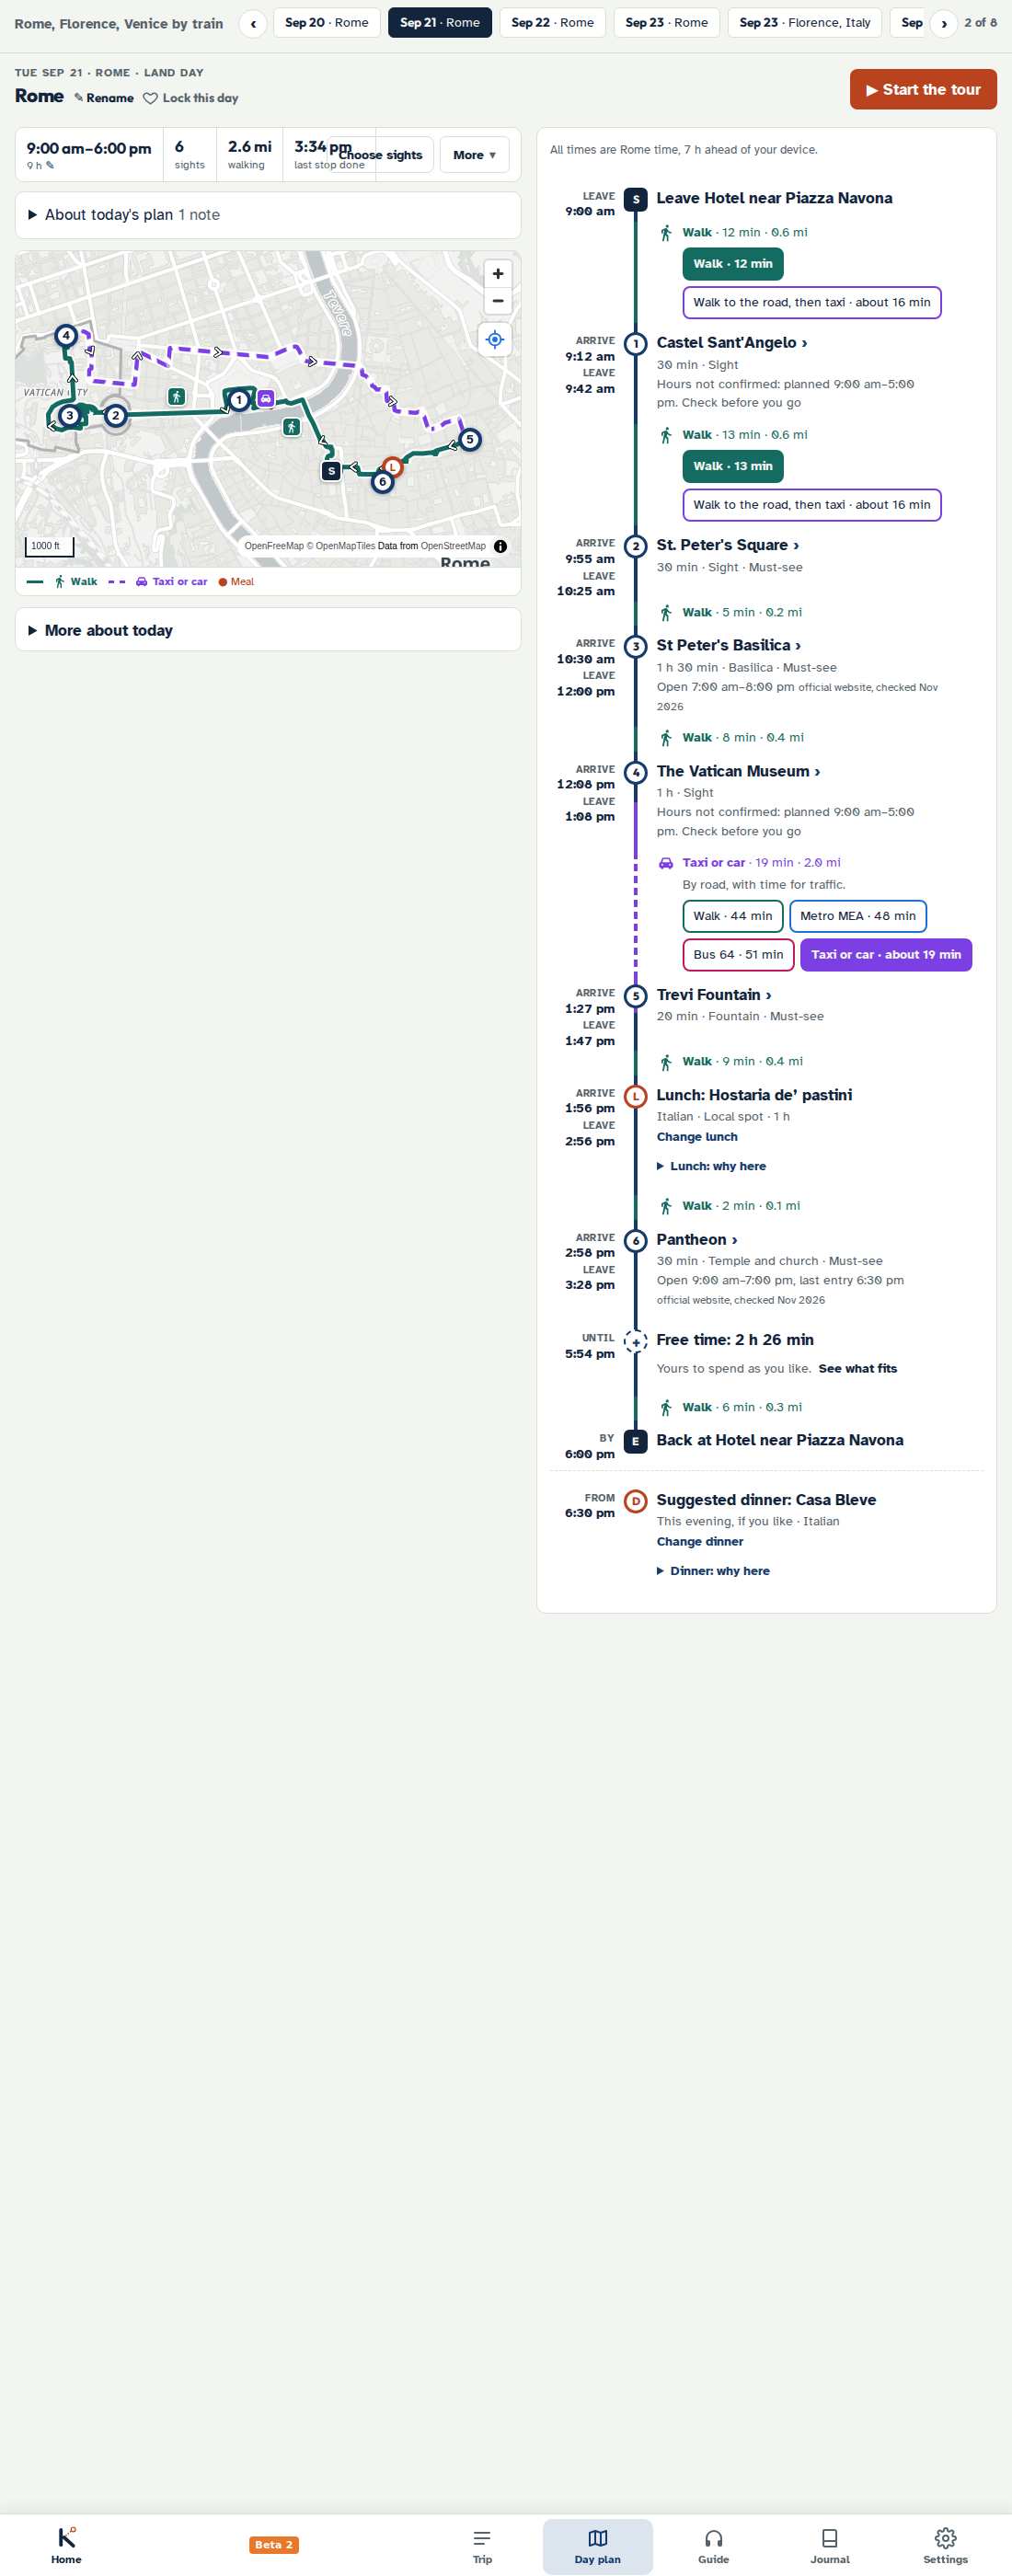 Rome, Florence, Venice by train
‹
Sep 20 · Rome
Sep 21 · Rome
Sep 22 · Rome
Sep 23 · Rome
Sep 23 · Florence, Italy
Sep
›
2 of 8
TUE SEP 21 · ROME · LAND DAY
Rome ✎ Rename Lock this day
▶ Start the tour
9:00 am–6:00 pm
9 h ✎
6
sights
2.6 mi
walking
3:34 pm
last stop done
Choose sights
More ▾
▶ About today's plan 1 note
Tevere
VATICAN CITY
4
3
2
1
5
S
L
6
+
−
1000 ft
OpenFreeMap © OpenMapTiles Data from OpenStreetMap
Rome
Walk
Taxi or car
Meal
▶ More about today
All times are Rome time, 7 h ahead of your device.
LEAVE
9:00 am
S
Leave Hotel near Piazza Navona
Walk · 12 min · 0.6 mi
Walk · 12 min
Walk to the road, then taxi · about 16 min
ARRIVE
9:12 am
LEAVE
9:42 am
1
Castel Sant'Angelo ›
30 min · Sight
Hours not confirmed: planned 9:00 am–5:00
pm. Check before you go
Walk · 13 min · 0.6 mi
Walk · 13 min
Walk to the road, then taxi · about 16 min
ARRIVE
9:55 am
LEAVE
10:25 am
2
St. Peter's Square ›
30 min · Sight · Must-see
Walk · 5 min · 0.2 mi
ARRIVE
10:30 am
LEAVE
12:00 pm
3
St Peter's Basilica ›
1 h 30 min · Basilica · Must-see
Open 7:00 am–8:00 pm official website, checked Nov
2026
Walk · 8 min · 0.4 mi
ARRIVE
12:08 pm
LEAVE
1:08 pm
4
The Vatican Museum ›
1 h · Sight
Hours not confirmed: planned 9:00 am–5:00
pm. Check before you go
Taxi or car · 19 min · 2.0 mi
By road, with time for traffic.
Walk · 44 min
Metro MEA · 48 min
Bus 64 · 51 min
Taxi or car · about 19 min
ARRIVE
1:27 pm
LEAVE
1:47 pm
5
Trevi Fountain ›
20 min · Fountain · Must-see
Walk · 9 min · 0.4 mi
ARRIVE
1:56 pm
LEAVE
2:56 pm
L
Lunch: Hostaria de’ pastini
Italian · Local spot · 1 h
Change lunch
▶ Lunch: why here
Walk · 2 min · 0.1 mi
ARRIVE
2:58 pm
LEAVE
3:28 pm
6
Pantheon ›
30 min · Temple and church · Must-see
Open 9:00 am–7:00 pm, last entry 6:30 pm
official website, checked Nov 2026
UNTIL
5:54 pm
+
Free time: 2 h 26 min
Yours to spend as you like. See what fits
Walk · 6 min · 0.3 mi
BY
6:00 pm
E
Back at Hotel near Piazza Navona
FROM
6:30 pm
D
Suggested dinner: Casa Bleve
This evening, if you like · Italian
Change dinner
▶ Dinner: why here
Home
Beta 2
Trip
Day plan
Guide
Journal
Settings